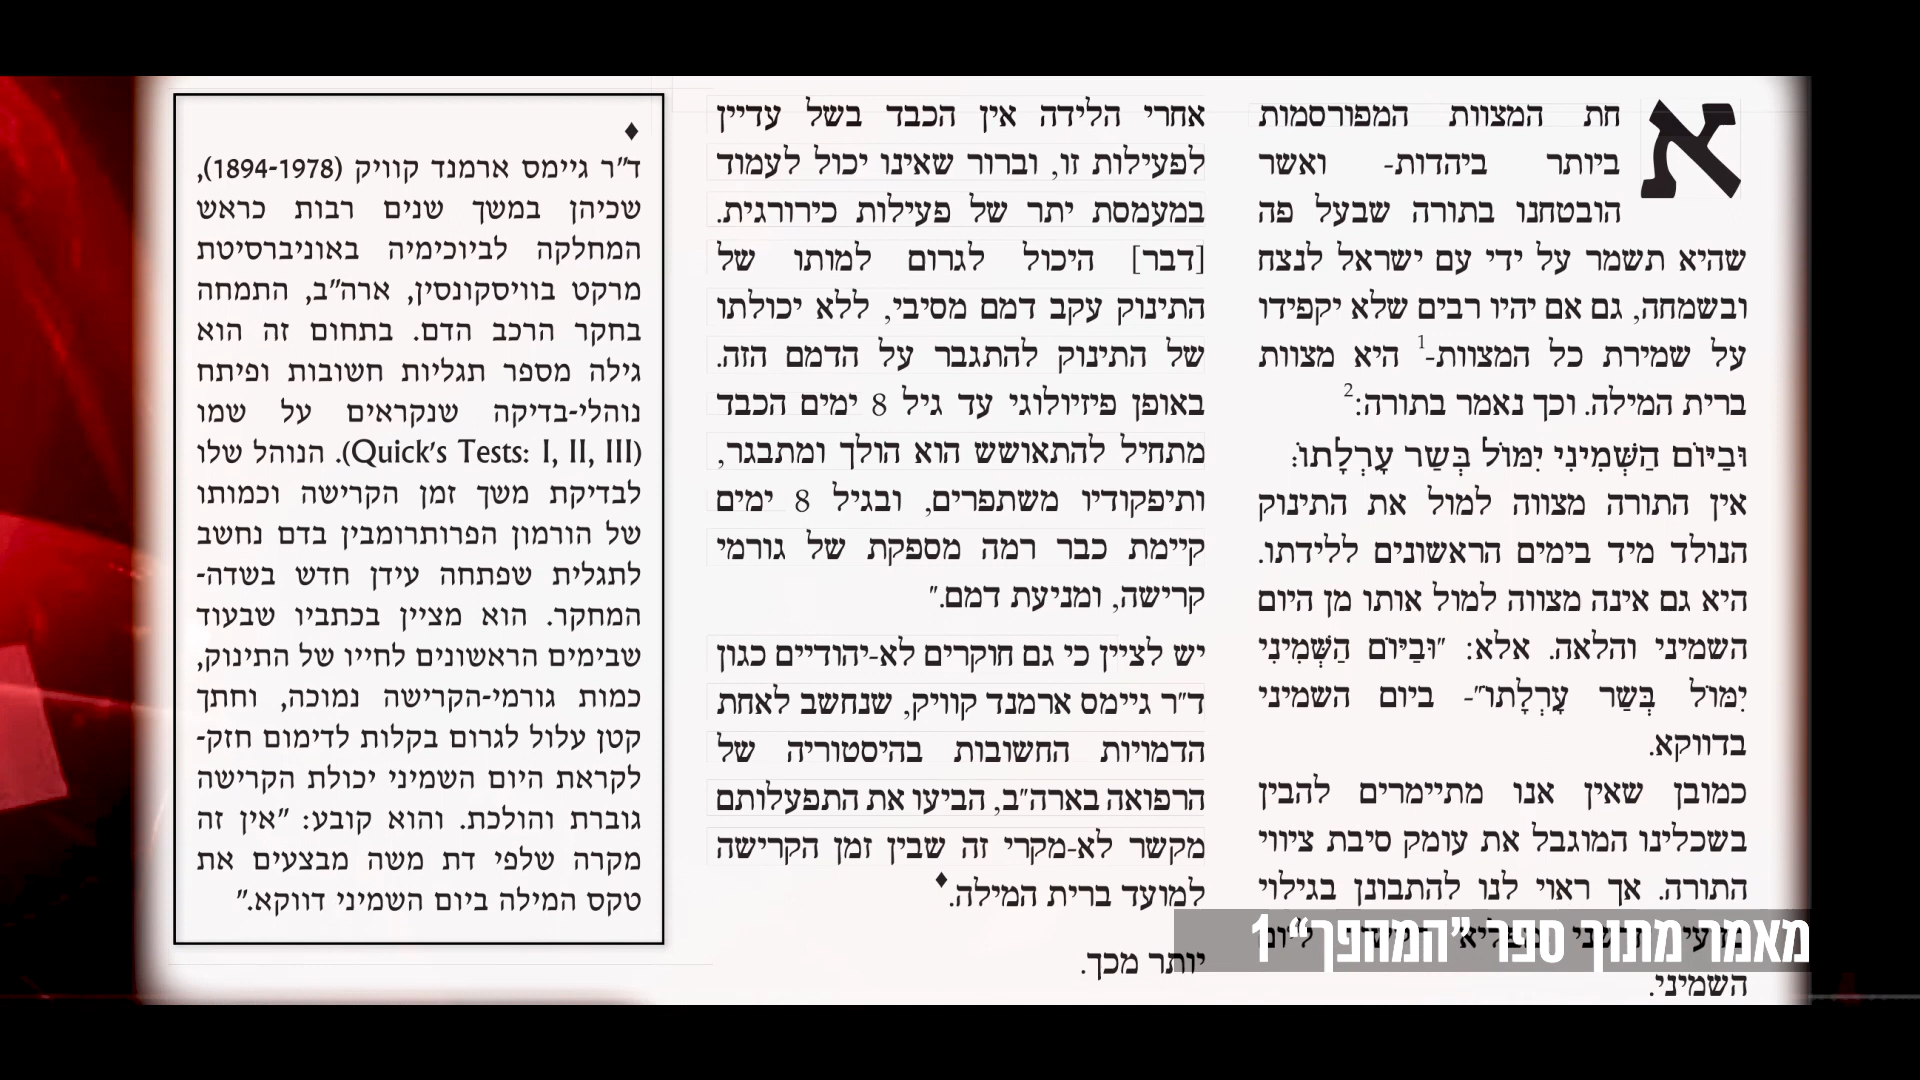 אחת המצוות המפורסמות
ביותר ביהדות- ואשר
הובטחנו בתורה שבעל פה
שהיא תשמר על ידי עם ישראל לנצח
ובשמחה, גם אם יהיו רבים שלא יקפידו
על שמירת כל המצוות-1 היא מצוות
ברית המילה. וכך נאמר בתורה:2
וּבַיּוֹם הַשְּׁמִינִי יִמּוֹל בְּשַׂר עָרְלָתוֹ:
אין התורה מצווה למול את התינוק
הנולד מיד בימים הראשונים ללידתו.
היא גם אינה מצווה למול אותו מן היום
השמיני והלאה. אלא: "וּבַיּוֹם הַשְּׁמִינִי
יִמּוֹל בְּשַׂר עָרְלָתוֹ"- ביום השמיני
בדווקא.
כמובן שאין אנו מתיימרים להבין
בשכלינו המוגבל את עומק סיבת ציווי
התורה. אך ראוי לנו להתבונן בגילוי
ליום
השמיני.
אחרי הלידה אין הכבד בשל עדיין
לפעילות זו, וברור שאינו יכול לעמוד
במעמסת יתר של פעילות כירורגית.
[דבר] היכול לגרום למותו של
התינוק עקב דמם מסיבי, ללא יכולתו
של התינוק להתגבר על הדמם הזה.
באופן פיזיולוגי עד גיל 8 ימים הכבד
מתחיל להתאושש הוא הולך ומתבגר,
ותיפקודיו משתפרים, ובגיל 8 ימים
קיימת כבר רמה מספקת של גורמי
קרישה, ומניעת דמם."
יש לציין כי גם חוקרים לא-יהודיים כגון
ד"ר גיימס ארמנד קוויק, שנחשב לאחת
הדמויות החשובות בהיסטוריה של
הרפואה בארה"ב, הביעו את התפעלותם
מקשר לא-מקרי זה שבין זמן הקרישה
למועד ברית המילה.♦
יותר מכך.
♦
ד"ר גיימס ארמנד קוויק (1894-1978),
שכיהן במשך שנים רבות כראש
המחלקה לביוכימיה באוניברסיטת
מרקט בוויסקונסין, ארה"ב, התמחה
בחקר הרכב הדם. בתחום זה הוא
גילה מספר תגליות חשובות ופיתח
נוהלי-בדיקה שנקראים על שמו
(Quick's Tests: I, II, III). הנוהל שלו
לבדיקת משך זמן הקרישה וכמותו
של הורמון הפרותרומבין בדם נחשב
לתגלית שפתחה עידן חדש בשדה-
המחקר. הוא מציין בכתביו שבעוד
שבימים הראשונים לחייו של התינוק,
כמות גורמי-הקרישה נמוכה, וחתך
קטן עלול לגרום בקלות לדימום חזק-
לקראת היום השמיני יכולת הקרישה
גוברת והולכת. והוא קובע: "אין זה
מקרה שלפי דת משה מבצעים את
טקס המילה ביום השמיני דווקא."
מאמר מתוך ספר "המהפך" 1